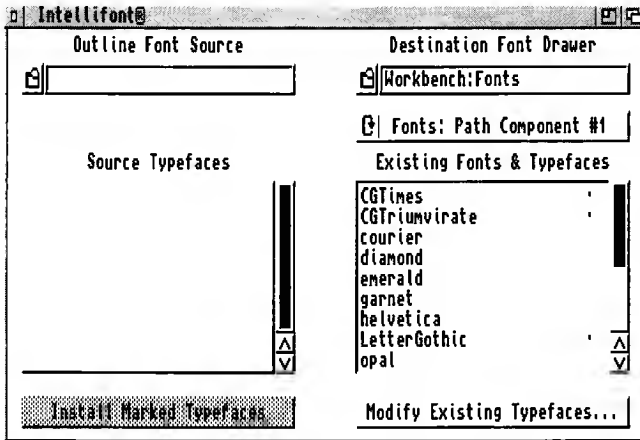 Intellifont®
Outline Font Source
Destination Font Drawer
Workbench:Fonts
Fonts: Path Component #1
Source Typefaces
Existing Fonts & Typefaces
CGTimes '
CGTriumvirate '
courier
diamond
emerald
garnet
helvetica
LetterGothic '
opal
Install Marked Typefaces
Modify Existing Typefaces...